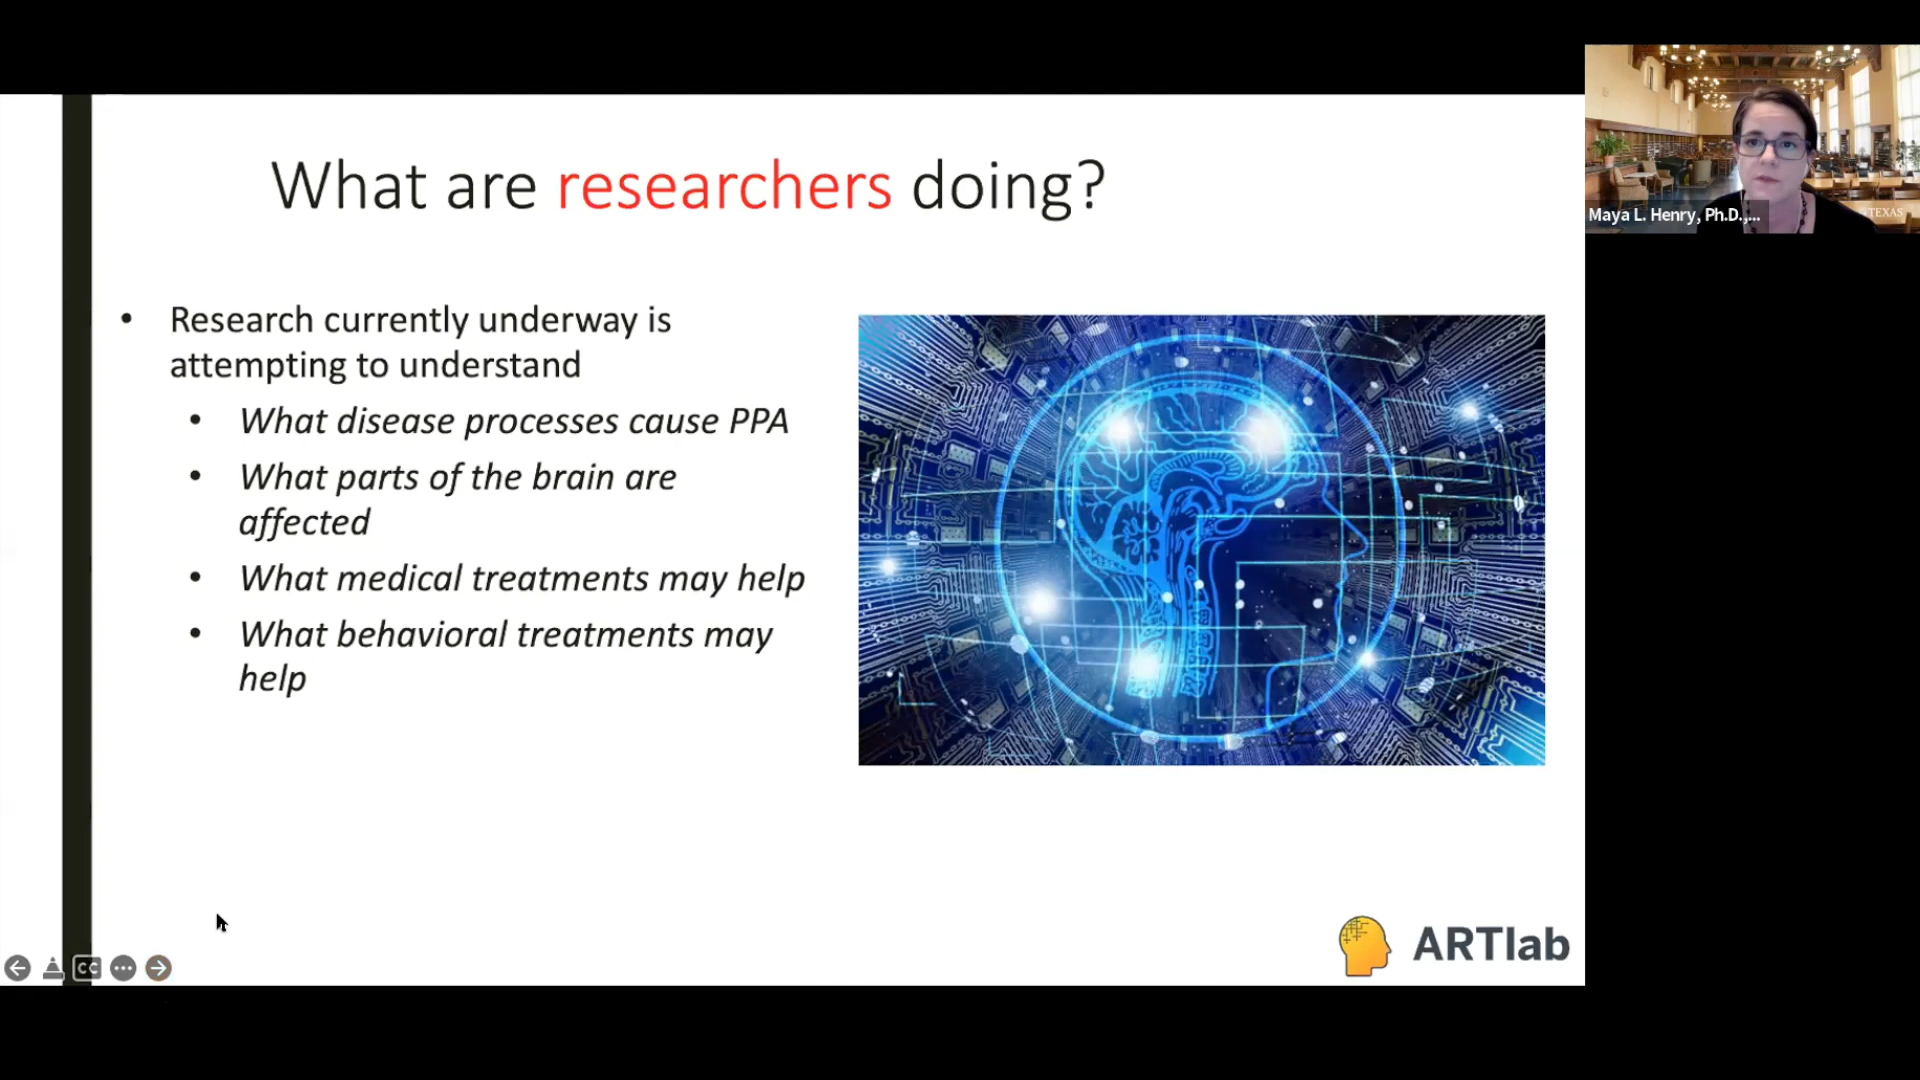 What are researchers doing?
• Research currently underway is
attempting to understand
• What disease processes cause PPA
• What parts of the brain are
affected
• What medical treatments may help
• What behavioral treatments may
help
ARTlab
CC
Maya L. Henry, Ph.D.,...
TEXAS